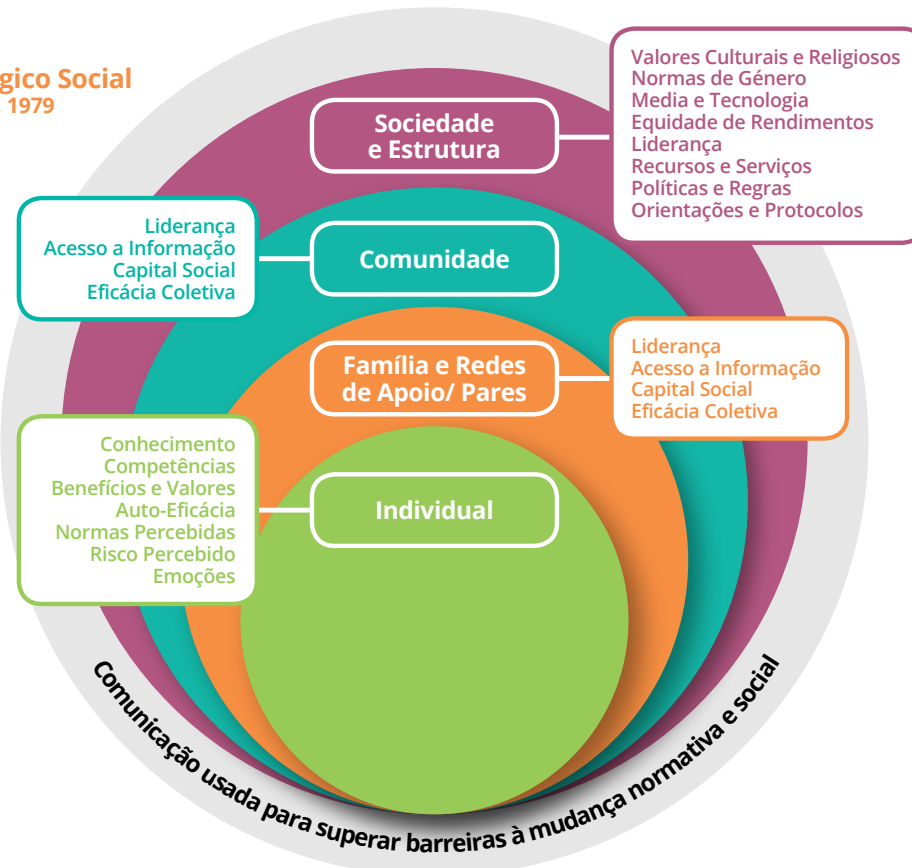 gico Social
1979
Sociedade
e Estrutura
Valores Culturais e Religiosos
Normas de Género
Media e Tecnologia
Equidade de Rendimentos
Liderança
Recursos e Serviços
Políticas e Regras
Orientações e Protocolos
Liderança
Acesso a Informação
Capital Social
Eficácia Coletiva
Comunidade
Família e Redes
de Apoio/ Pares
Liderança
Acesso a Informação
Capital Social
Eficácia Coletiva
Conhecimento
Competências
Benefícios e Valores
Auto-Eficácia
Normas Percebidas
Risco Percebido
Emoções
Individual
Comunicação usada para superar barreiras à mudança normativa e social